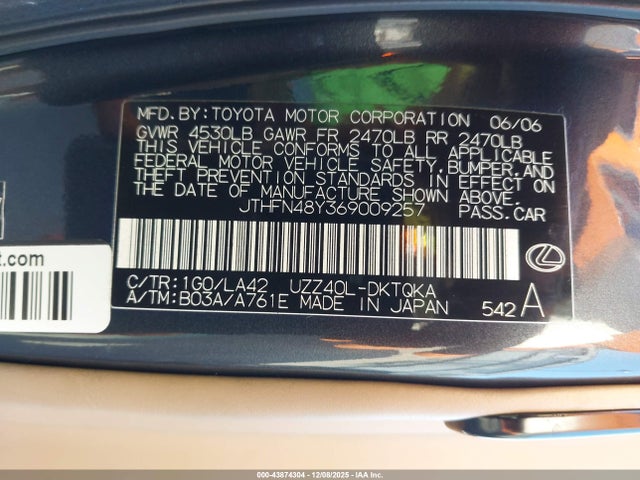 MFD.BY:TOYOTA MOTOR CORPORATION 06/06
GVWR 4530LB GAWR FR 2470LB RR 2470LB
THIS VEHICLE CONFORMS TO ALL APPLICABLE
FEDERAL MOTOR VEHICLE SAFETY,BUMPER,AND
THEFT PREVENTION STANDARDS IN EFFECT ON
THE DATE OF MANUFACTURE SHOWN ABOVE.
JTHFN48Y369009257 PASS.CAR
C/TR:1G0/LA42 UZZ40L-DKTQKA
A/TM:B03A/A761E MADE IN JAPAN 542 A
t.com
000-43874304 | 12/08/2025 - IAA Inc.